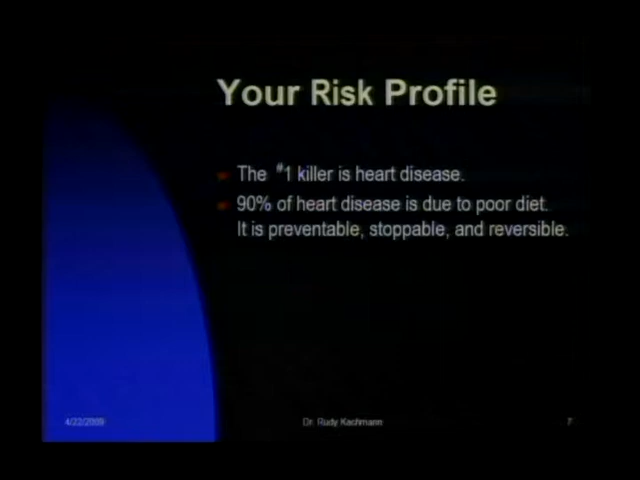 Your Risk Profile
The #1 killer is heart disease.
90% of heart disease is due to poor diet.
It is preventable, stoppable, and reversible.
4/22/2009
Dr. Rudy Kachmann
7